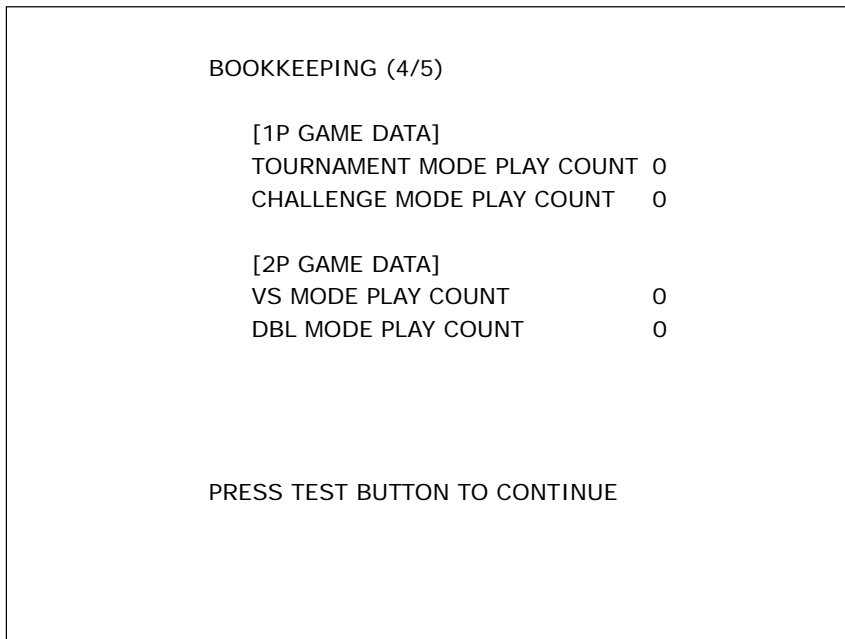 BOOKKEEPING (4/5)
[1P GAME DATA]
TOURNAMENT MODE PLAY COUNT 0
CHALLENGE MODE PLAY COUNT 0
[2P GAME DATA]
VS MODE PLAY COUNT 0
DBL MODE PLAY COUNT 0
PRESS TEST BUTTON TO CONTINUE